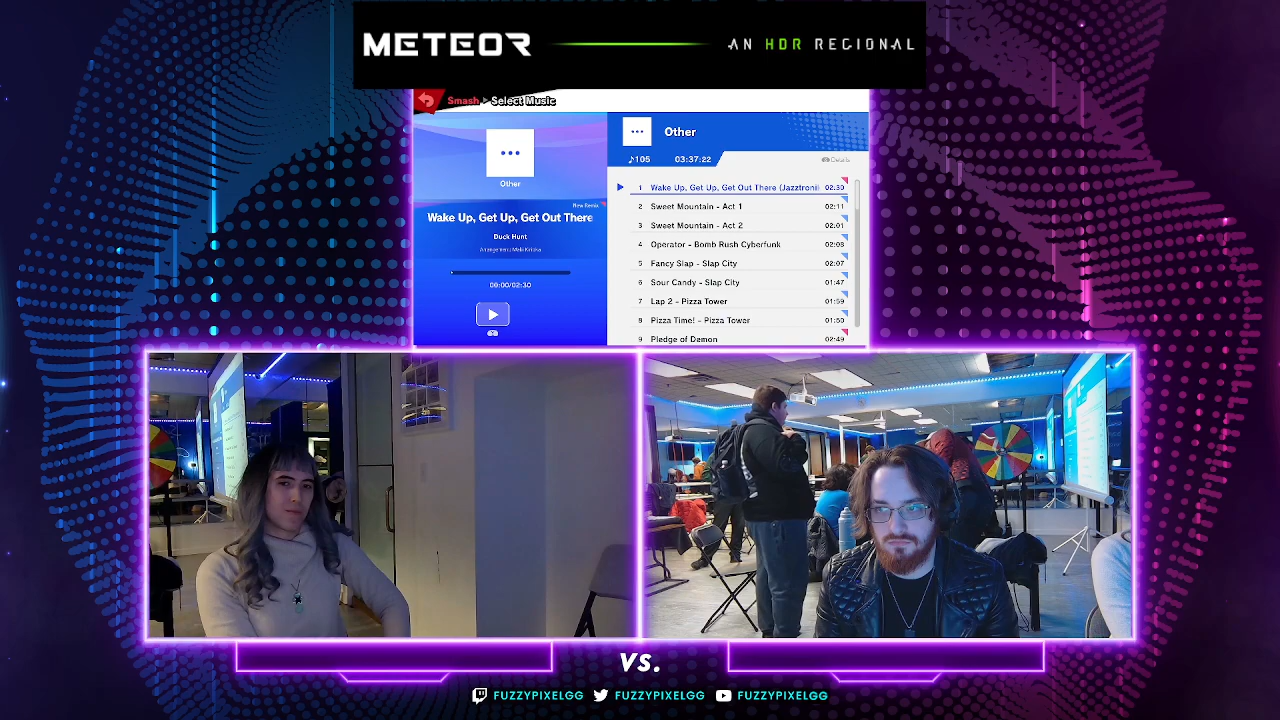 METEOR
AN HDR REGIONAL
Smash ▸ Select Music
Other
New Remix
Wake Up, Get Up, Get Out There
Duck Hunt
00:00/02:30
Other
♪105 03:37:22
Details
1 Wake Up, Get Up, Get Out There (Jazztroni 02:30
2 Sweet Mountain - Act 1 02:11
3 Sweet Mountain - Act 2 02:01
4 Operator - Bomb Rush Cyberfunk 02:08
5 Fancy Slap - Slap City 02:07
6 Sour Candy - Slap City 01:47
7 Lap 2 - Pizza Tower 01:59
8 Pizza Time! - Pizza Tower 01:50
9 Pledge of Demon 02:49
VS.
FUZZYPIXELGG FUZZYPIXELGG FUZZYPIXELGG